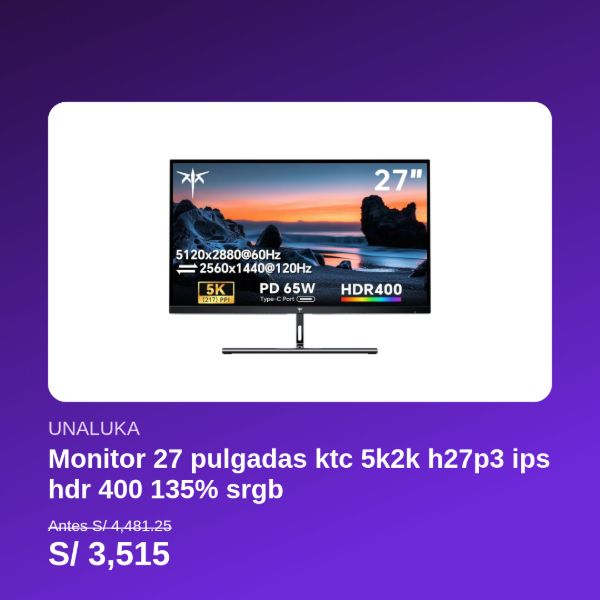 27"
5120x2880@60Hz
2560x1440@120Hz
5K
(217) PPI
PD 65W
Type-C Port
HDR400
UNALUKA
Monitor 27 pulgadas ktc 5k2k h27p3 ips
hdr 400 135% srgb
Antes S/ 4,481.25
S/ 3,515